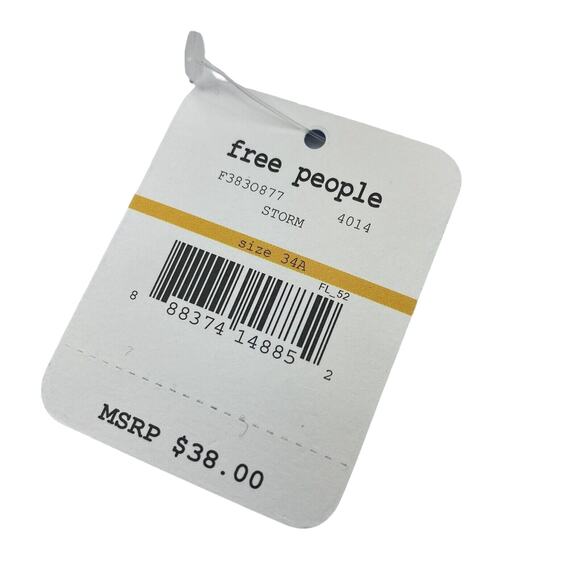 free people
F3830877
STORM 4014
size 34A
FL_52
8 88374 14885 2
MSRP $38.00